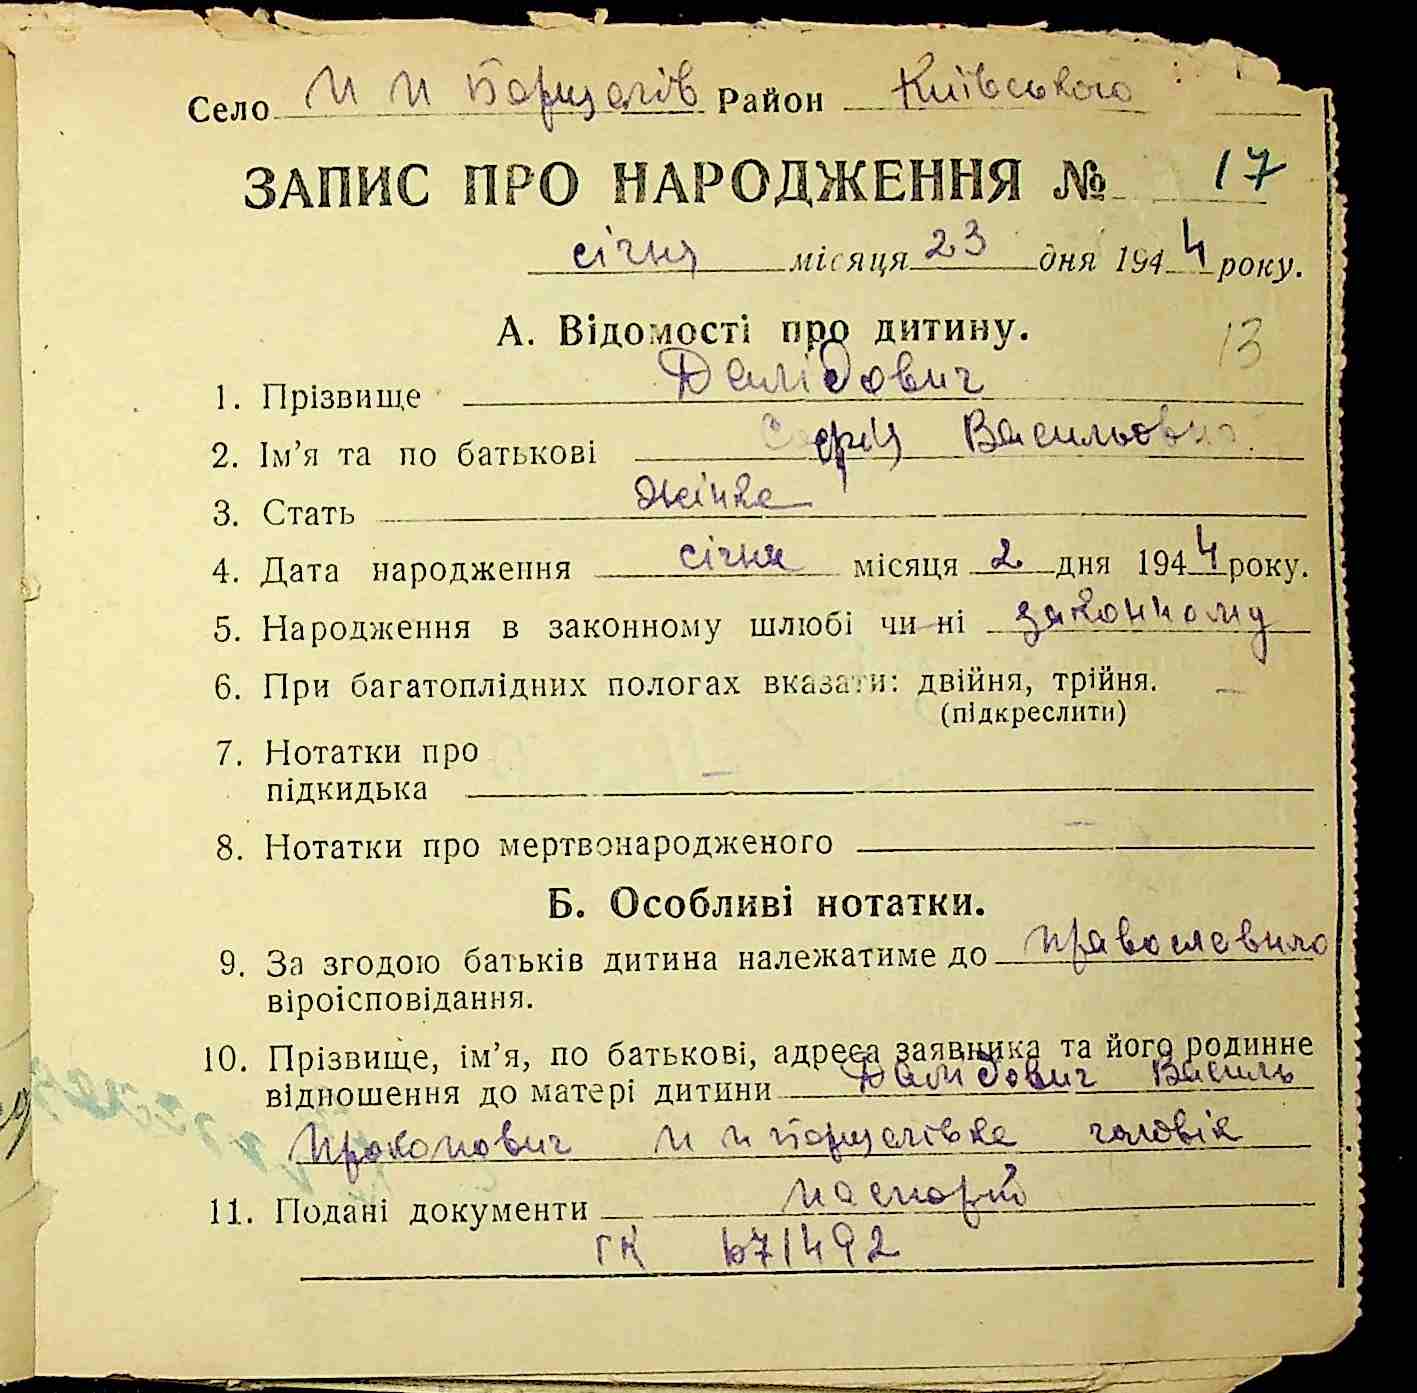 Село П П Борщагів Район Київського
ЗАПИС ПРО НАРОДЖЕННЯ № 17
січня місяця 23 дня 1944 року.
А. Відомості про дитину. 13
1. Прізвище Далідович
2. Ім’я та по батькові Софія Васильовна
3. Стать жінка
4. Дата народження січня місяця 2 дня 1944 року.
5. Народження в законному шлюбі чи ні законному
6. При багатоплідних пологах вказати: двійня, трійня. —
(підкреслити)
7. Нотатки про
підкидька —
8. Нотатки про мертвонародженого —
Б. Особливі нотатки.
9. За згодою батьків дитина належатиме до православного
віроісповідання.
10. Прізвище, ім’я, по батькові, адреса заявника та його родинне
відношення до матері дитини Далідович Василь
Прокопович П П Борщагівка чоловік
11. Подані документи паспорт
ГК 671492